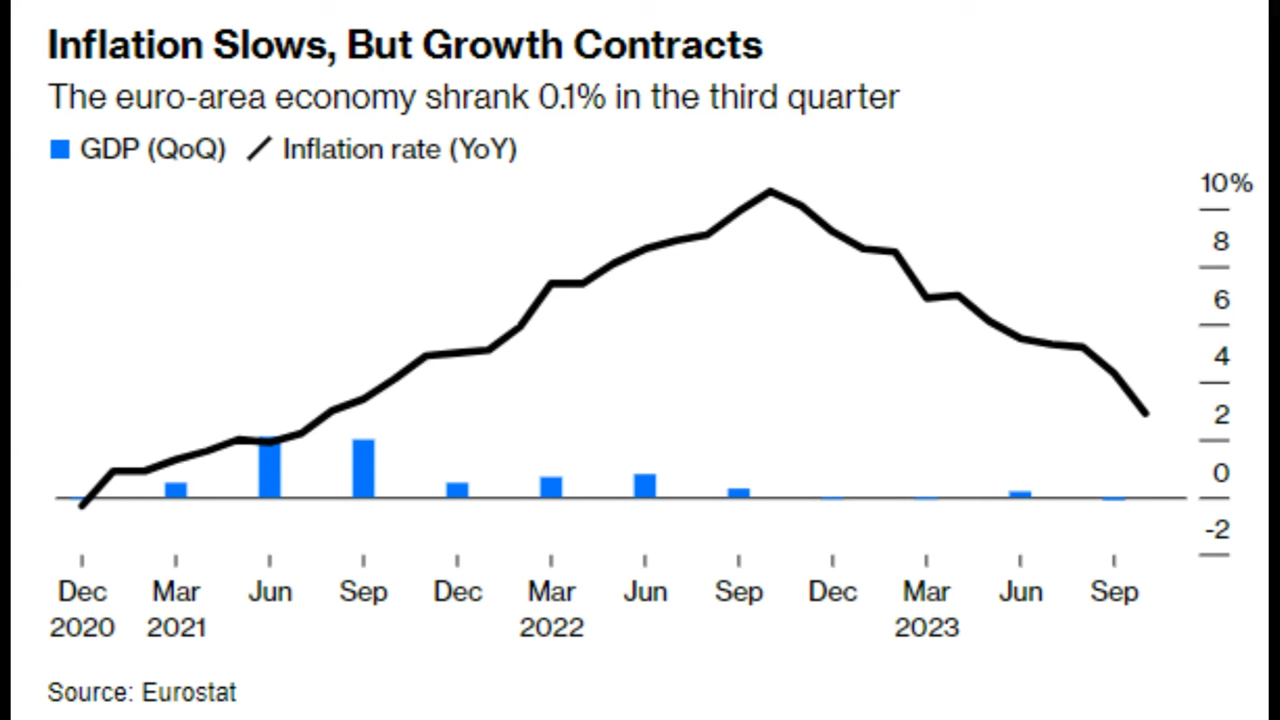 Inflation Slows, But Growth Contracts
The euro-area economy shrank 0.1% in the third quarter
GDP (QoQ) Inflation rate (YoY)
10%
8
6
4
2
0
-2
Dec Mar Jun Sep Dec Mar Jun Sep Dec Mar Jun Sep
2020 2021 2022 2023
Source: Eurostat